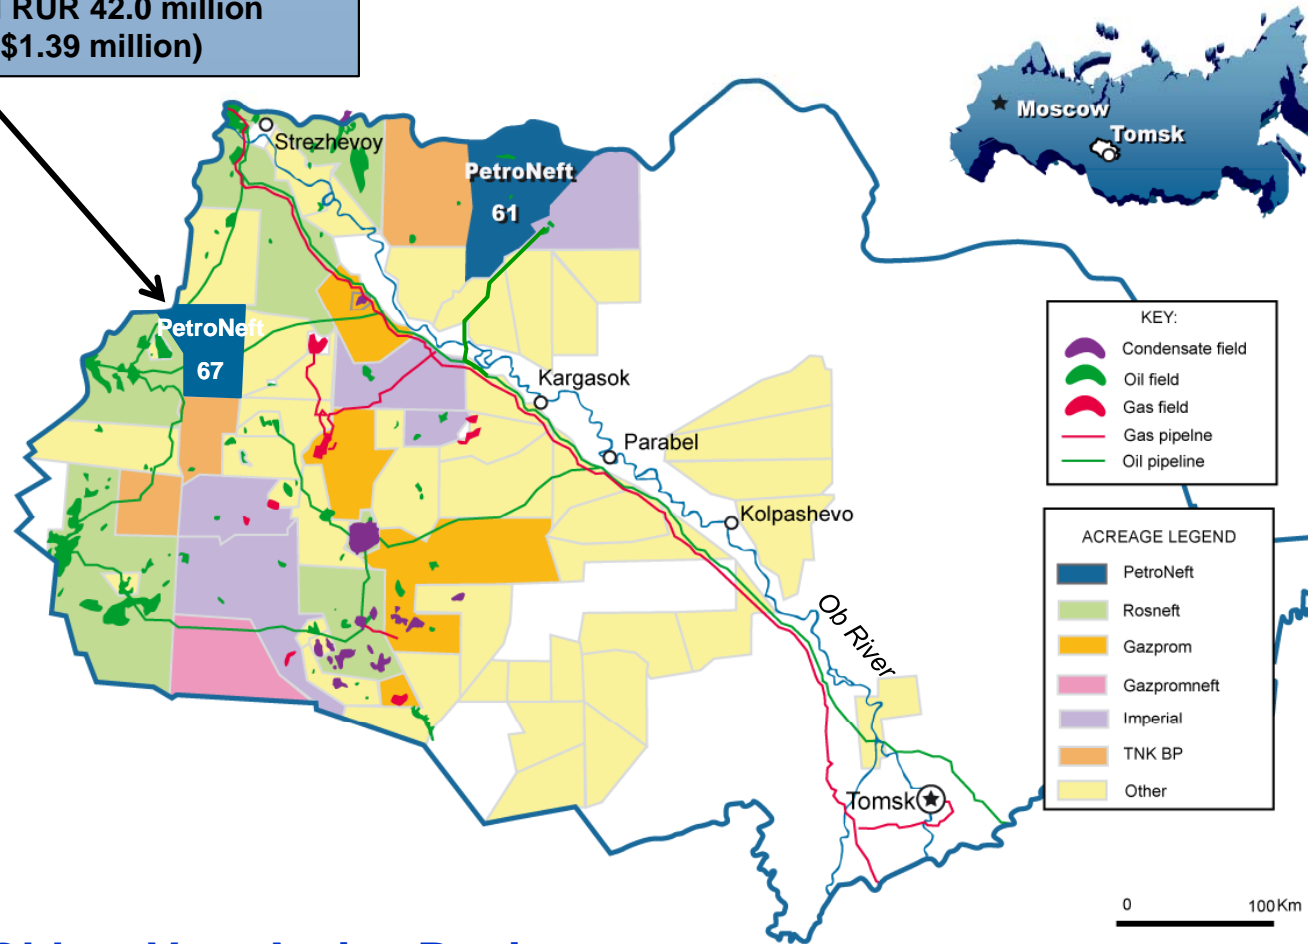 RUR 42.0 million
$1.39 million)
Moscow
Tomsk
Strezhevoy
PetroNeft
61
PetroNeft
67
KEY:
Condensate field
Oil field
Gas field
Gas pipelne
Oil pipeline
Kargasok
Parabel
Kolpashevo
Ob River
Tomsk
ACREAGE LEGEND
PetroNeft
Rosneft
Gazprom
Gazpromneft
Imperial
TNK BP
Other
0 100Km